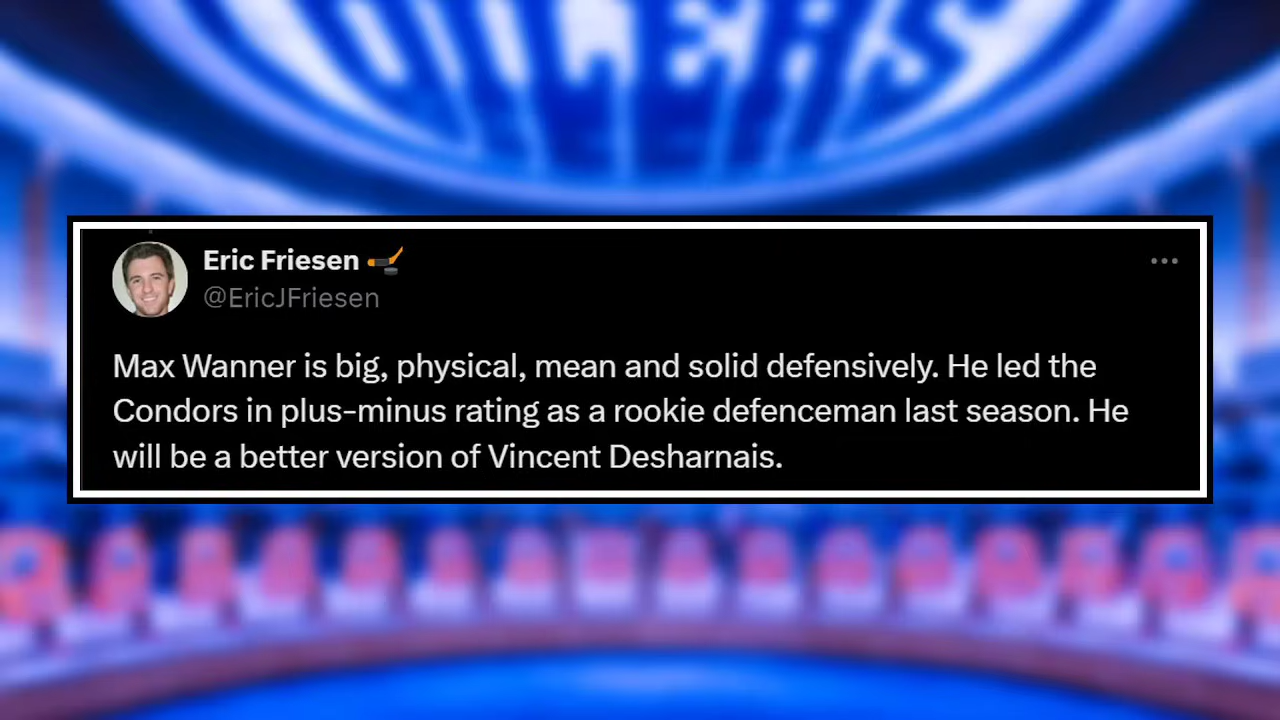 OILERS
Eric Friesen
@EricJFriesen
Max Wanner is big, physical, mean and solid defensively. He led the
Condors in plus-minus rating as a rookie defenceman last season. He
will be a better version of Vincent Desharnais.